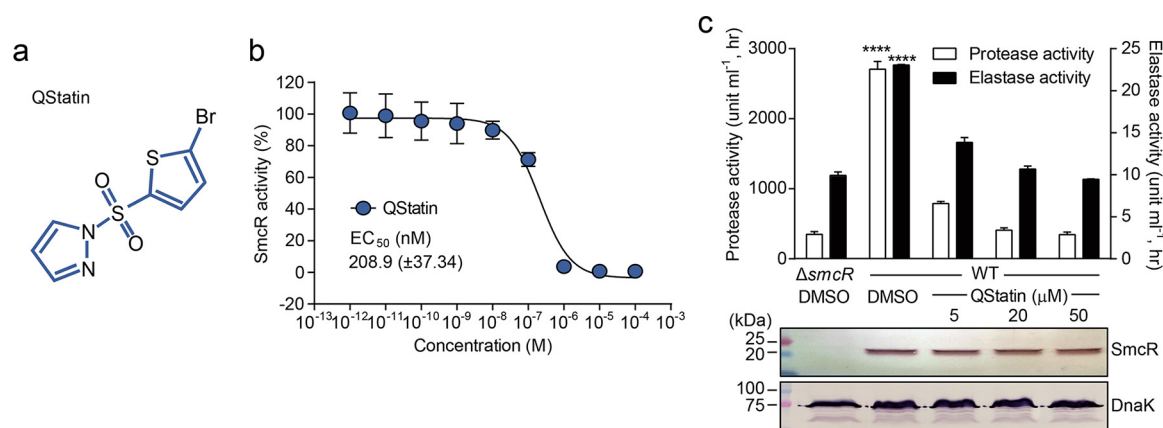 a
QStatin
Br
S
O
S
O
N
N
b
120
100
80
60
40
20
0
-20
SmcR activity (%)
QStatin
EC50 (nM)
208.9 (±37.34)
10-13 10-12 10-11 10-10 10-9 10-8 10-7 10-6 10-5 10-4 10-3
Concentration (M)
c
Protease activity (unit ml-1, hr)
3000
2000
1000
0
**** ****
Protease activity
Elastase activity
25
20
15
10
5
0
Elastase activity (unit ml-1, hr)
ΔsmcR WT
DMSO DMSO QStatin (μM)
(kDa) 5 20 50
25
20
SmcR
100
75
DnaK